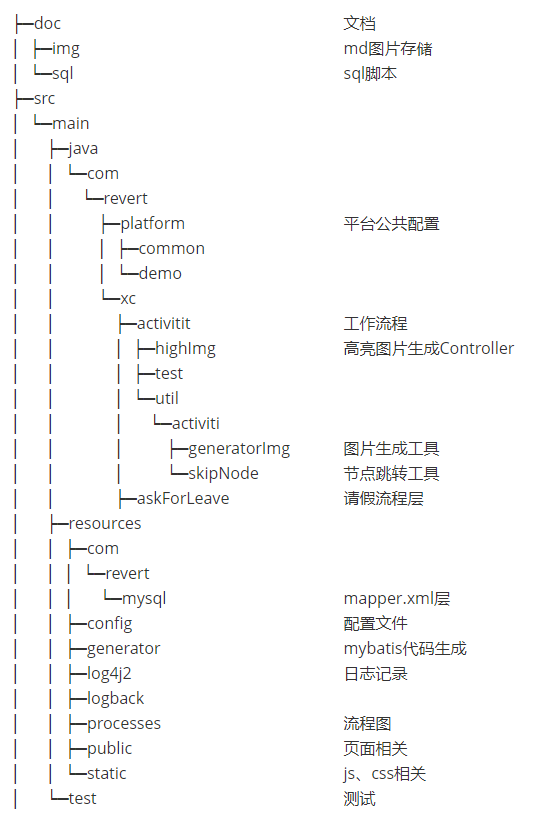 ├─doc 文档
│ ├─img md图片存储
│ └─sql sql脚本
├─src
│ └─main
│ ├─java
│ │ └─com
│ │ └─revert
│ │ ├─platform 平台公共配置
│ │ │ ├─common
│ │ │ └─demo
│ │ └─xc
│ │ ├─activitit 工作流程
│ │ │ ├─highImg 高亮图片生成Controller
│ │ │ ├─test
│ │ │ └─util
│ │ │ └─activiti
│ │ │ ├─generatorImg 图片生成工具
│ │ │ └─skipNode 节点跳转工具
│ │ ├─askForLeave 请假流程层
│ ├─resources
│ │ ├─com
│ │ │ └─revert
│ │ │ └─mysql mapper.xml层
│ │ ├─config 配置文件
│ │ ├─generator mybatis代码生成
│ │ ├─log4j2 日志记录
│ │ ├─logback
│ │ ├─processes 流程图
│ │ ├─public 页面相关
│ │ └─static js、css相关
│ └─test 测试